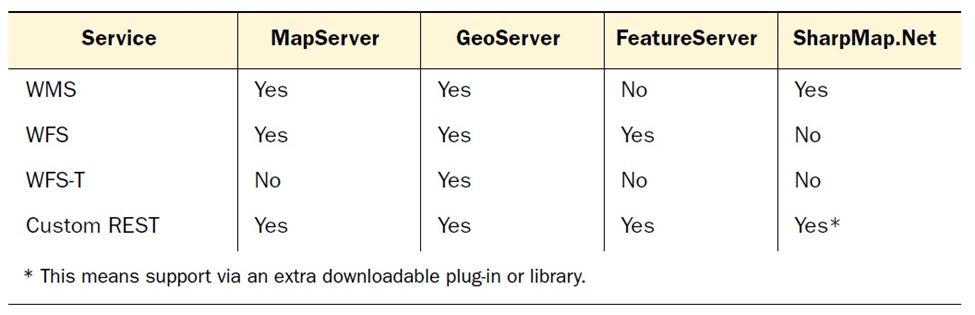 Service MapServer GeoServer FeatureServer SharpMap.Net
WMS Yes Yes No Yes
WFS Yes Yes Yes No
WFS-T No Yes No No
Custom REST Yes Yes Yes Yes*
* This means support via an extra downloadable plug-in or library.